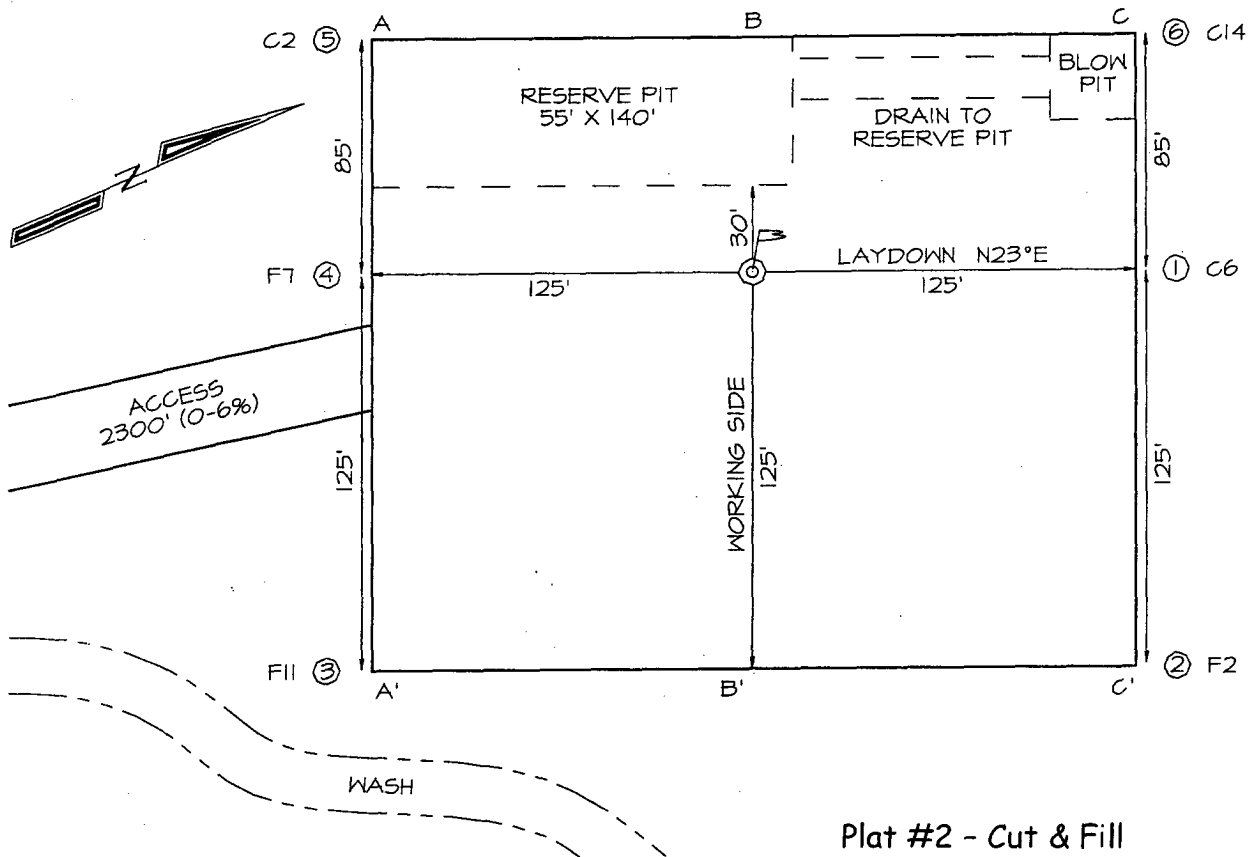 A
B
C
C2 ⑤
⑥ C14
BLOW
PIT
RESERVE PIT
55' X 140'
DRAIN TO
RESERVE PIT
85'
85'
N
30'
LAYDOWN N23°E
F7 ④
① C6
125'
125'
ACCESS
2300' (0-6%)
WORKING SIDE
125'
125'
125'
F11 ③
② F2
A'
B'
C'
WASH
Plat #2 - Cut & Fill